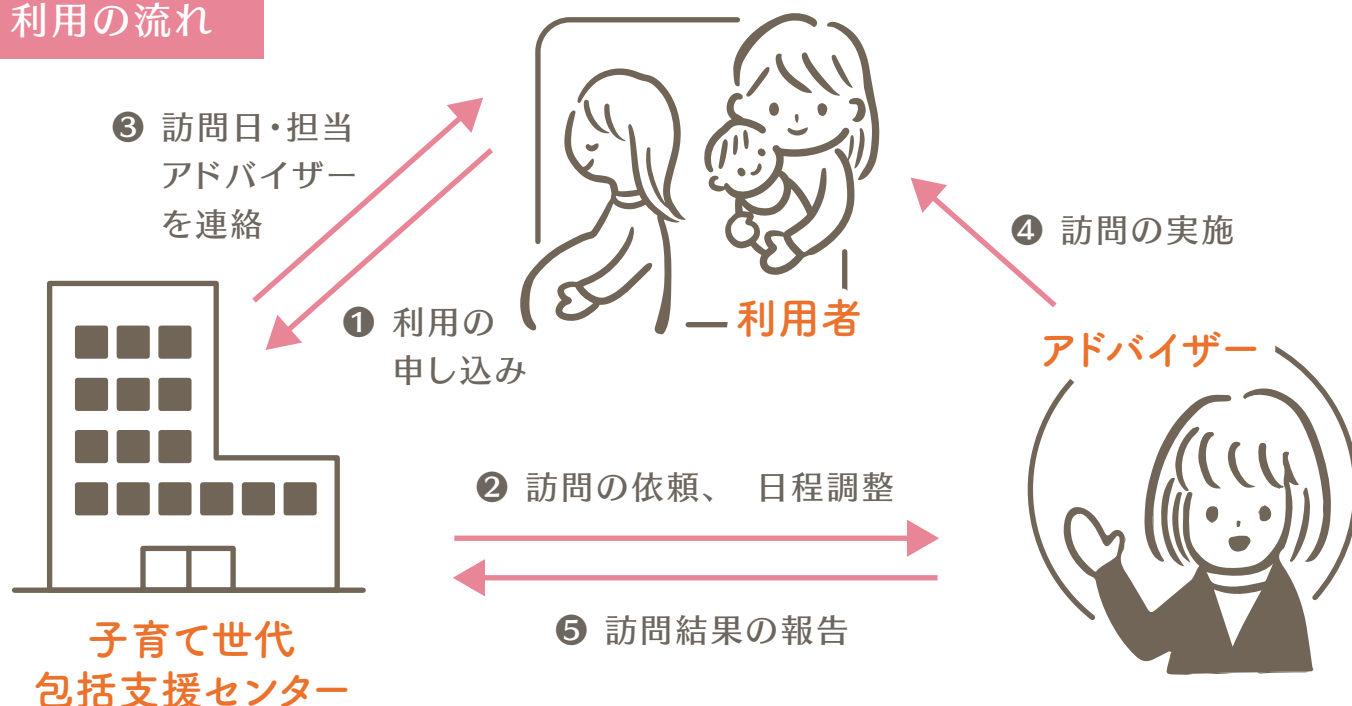 利用の流れ
❸ 訪問日・担当
アドバイザー
を連絡
❹ 訪問の実施
❶ 利用の
申し込み
利用者
アドバイザー
❷ 訪問の依頼、 日程調整
❺ 訪問結果の報告
子育て世代
包括支援センター